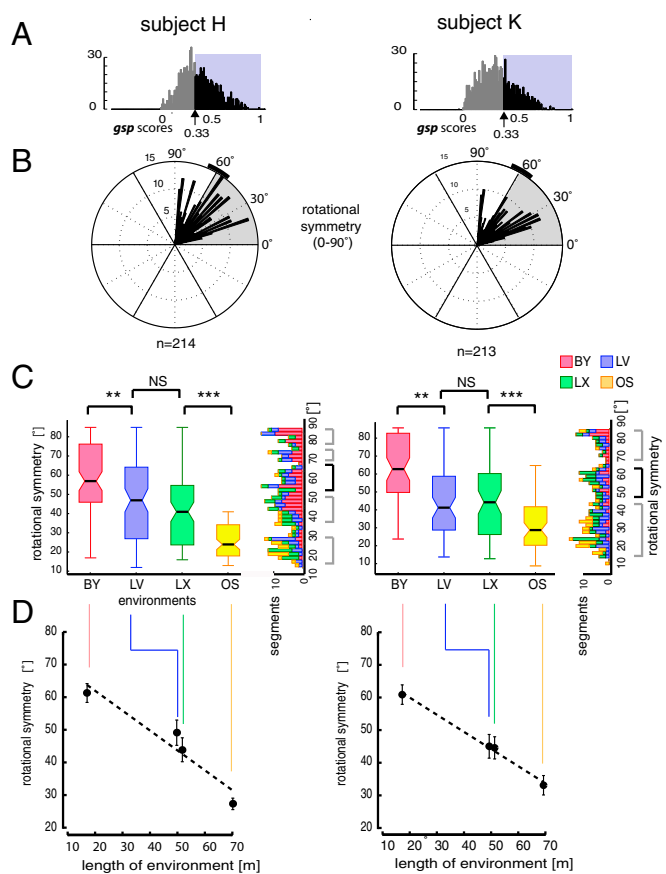 subject H
subject K
A
30
0
0
0.5
1
gsp scores
0.33
30
0
0
0.5
1
gsp scores
0.33
B
15
10
5
90°
60°
30°
0°
n=214
rotational
symmetry
(0-90°)
15
10
5
90°
60°
30°
0°
n=213
BY
LV
LX
OS
C
**
NS
***
rotational symmetry [°]
80
70
60
50
40
30
20
10
BY
LV
LX
OS
environments
10 20 30 40 50 60 70 80 90 [°]
10
0
segments
**
NS
***
80
70
60
50
40
30
20
10
BY
LV
LX
OS
10 20 30 40 50 60 70 80 90 [°]
rotational symmetry
10
0
segments
D
rotational symmetry [°]
80
70
60
50
40
30
20
10 20 30 40 50 60 70
length of environment [m]
rotational symmetry [°]
80
70
60
50
40
30
20
10 20 30 40 50 60 70
length of environment [m]